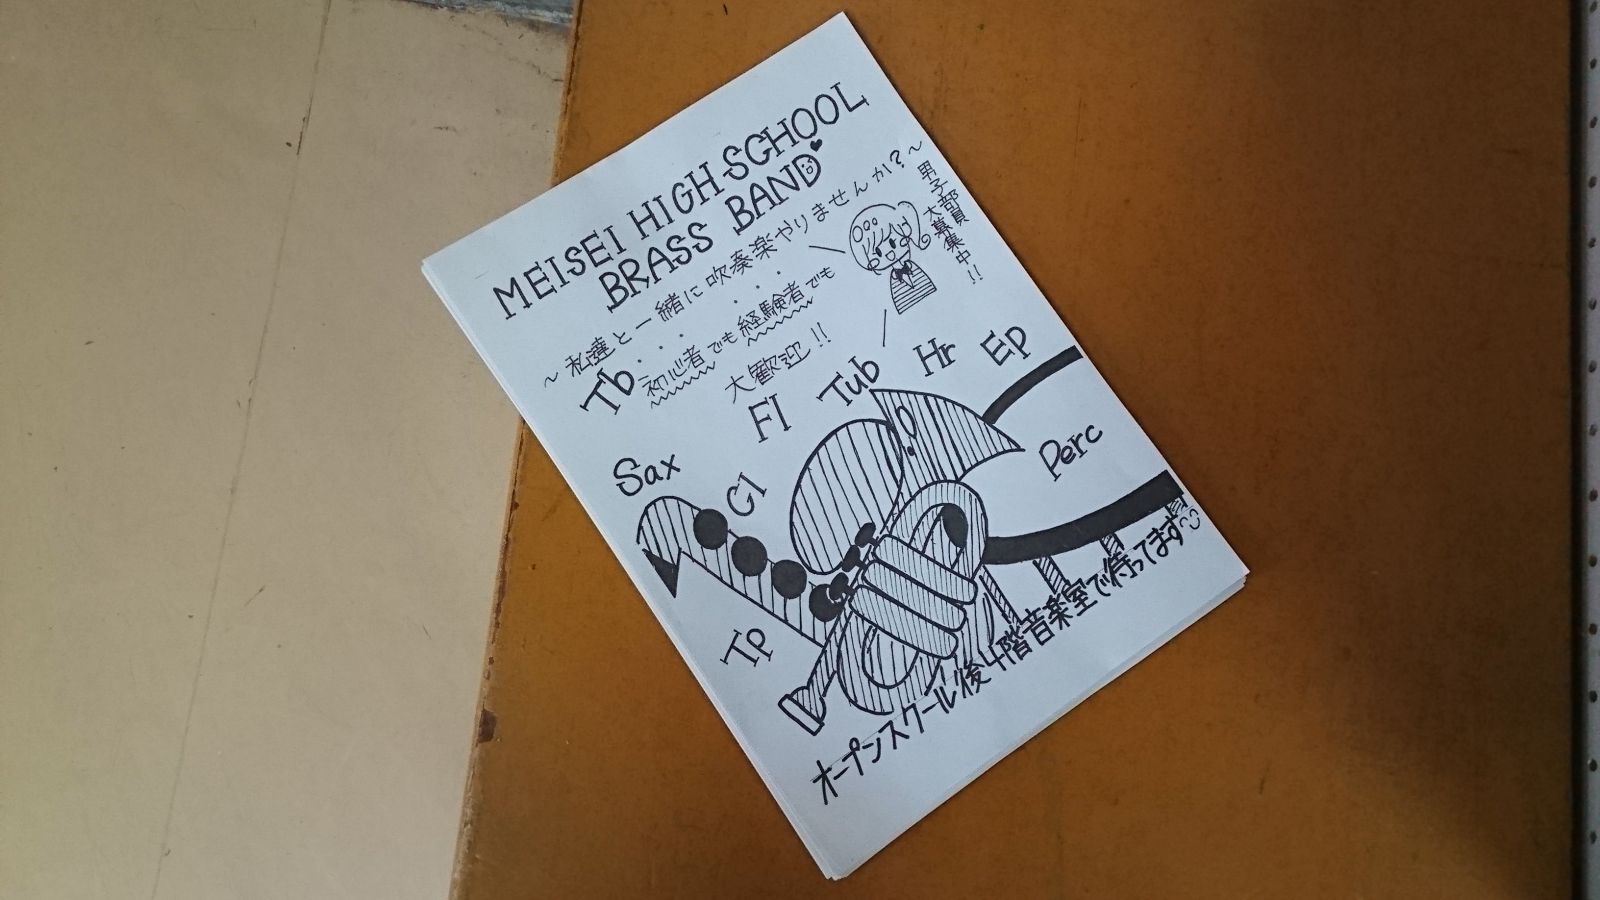 MEISEI HIGH SCHOOL
BRASS BAND
～私達と一緒に吹奏楽やりませんか？～
男子部員
大募集中!!
初心者でも経験者でも
大歓迎!!
Tb
Fl
Tub
Hr
Ep
Sax
Cl
Perc
Tp
オープンスクール後4階音楽室で待ってます